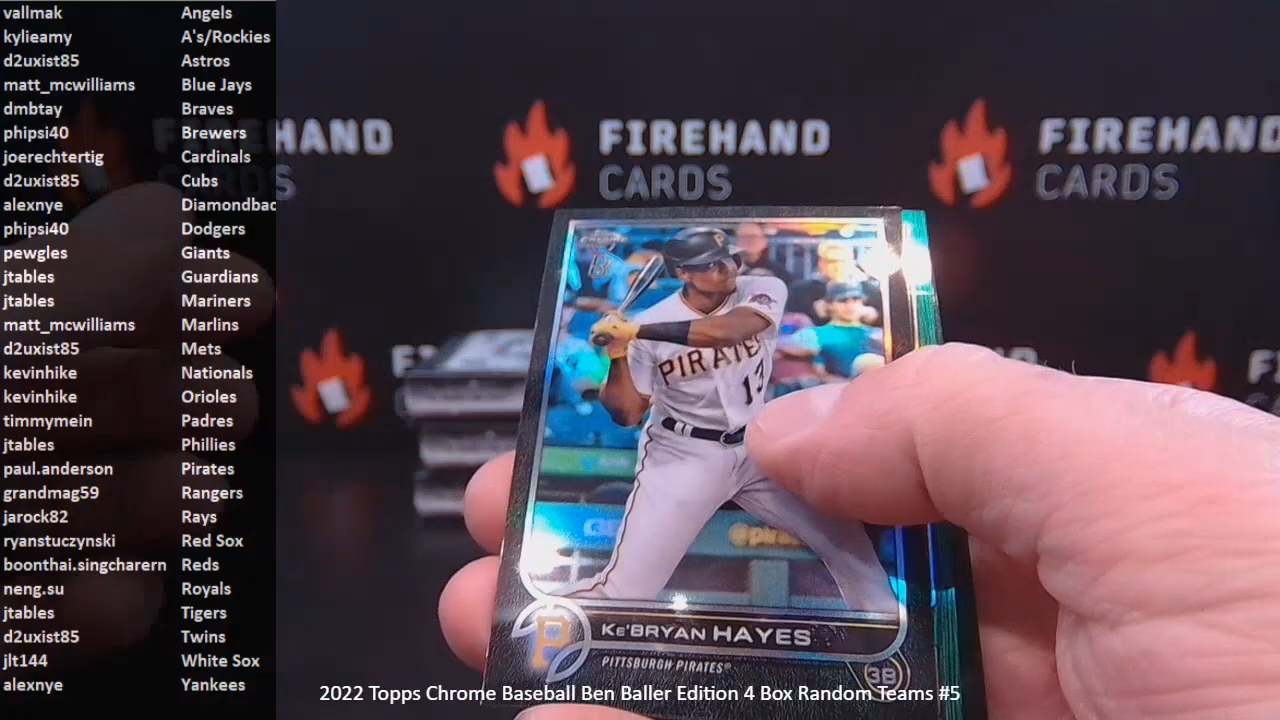 vallmak Angels
kylieamy A's/Rockies
d2uxist85 Astros
matt_mcwilliams Blue Jays
dmbtay Braves
phipsi40 Brewers
joerechtertig Cardinals
d2uxist85 Cubs
alexnye Diamondbac
phipsi40 Dodgers
pewgles Giants
jtables Guardians
jtables Mariners
matt_mcwilliams Marlins
d2uxist85 Mets
kevinhike Nationals
kevinhike Orioles
timmymein Padres
jtables Phillies
paul.anderson Pirates
grandmag59 Rangers
jarock82 Rays
ryanstuczynski Red Sox
boonthai.singcharern Reds
neng.su Royals
jtables Tigers
d2uxist85 Twins
jlt144 White Sox
alexnye Yankees
FIREHAND
CARDS
FIREHAND
CARDS
P
PIRATE
13
P
KE'BRYAN HAYES
PITTSBURGH PIRATES®
3B
2022 Topps Chrome Baseball Ben Baller Edition 4 Box Random Teams #5